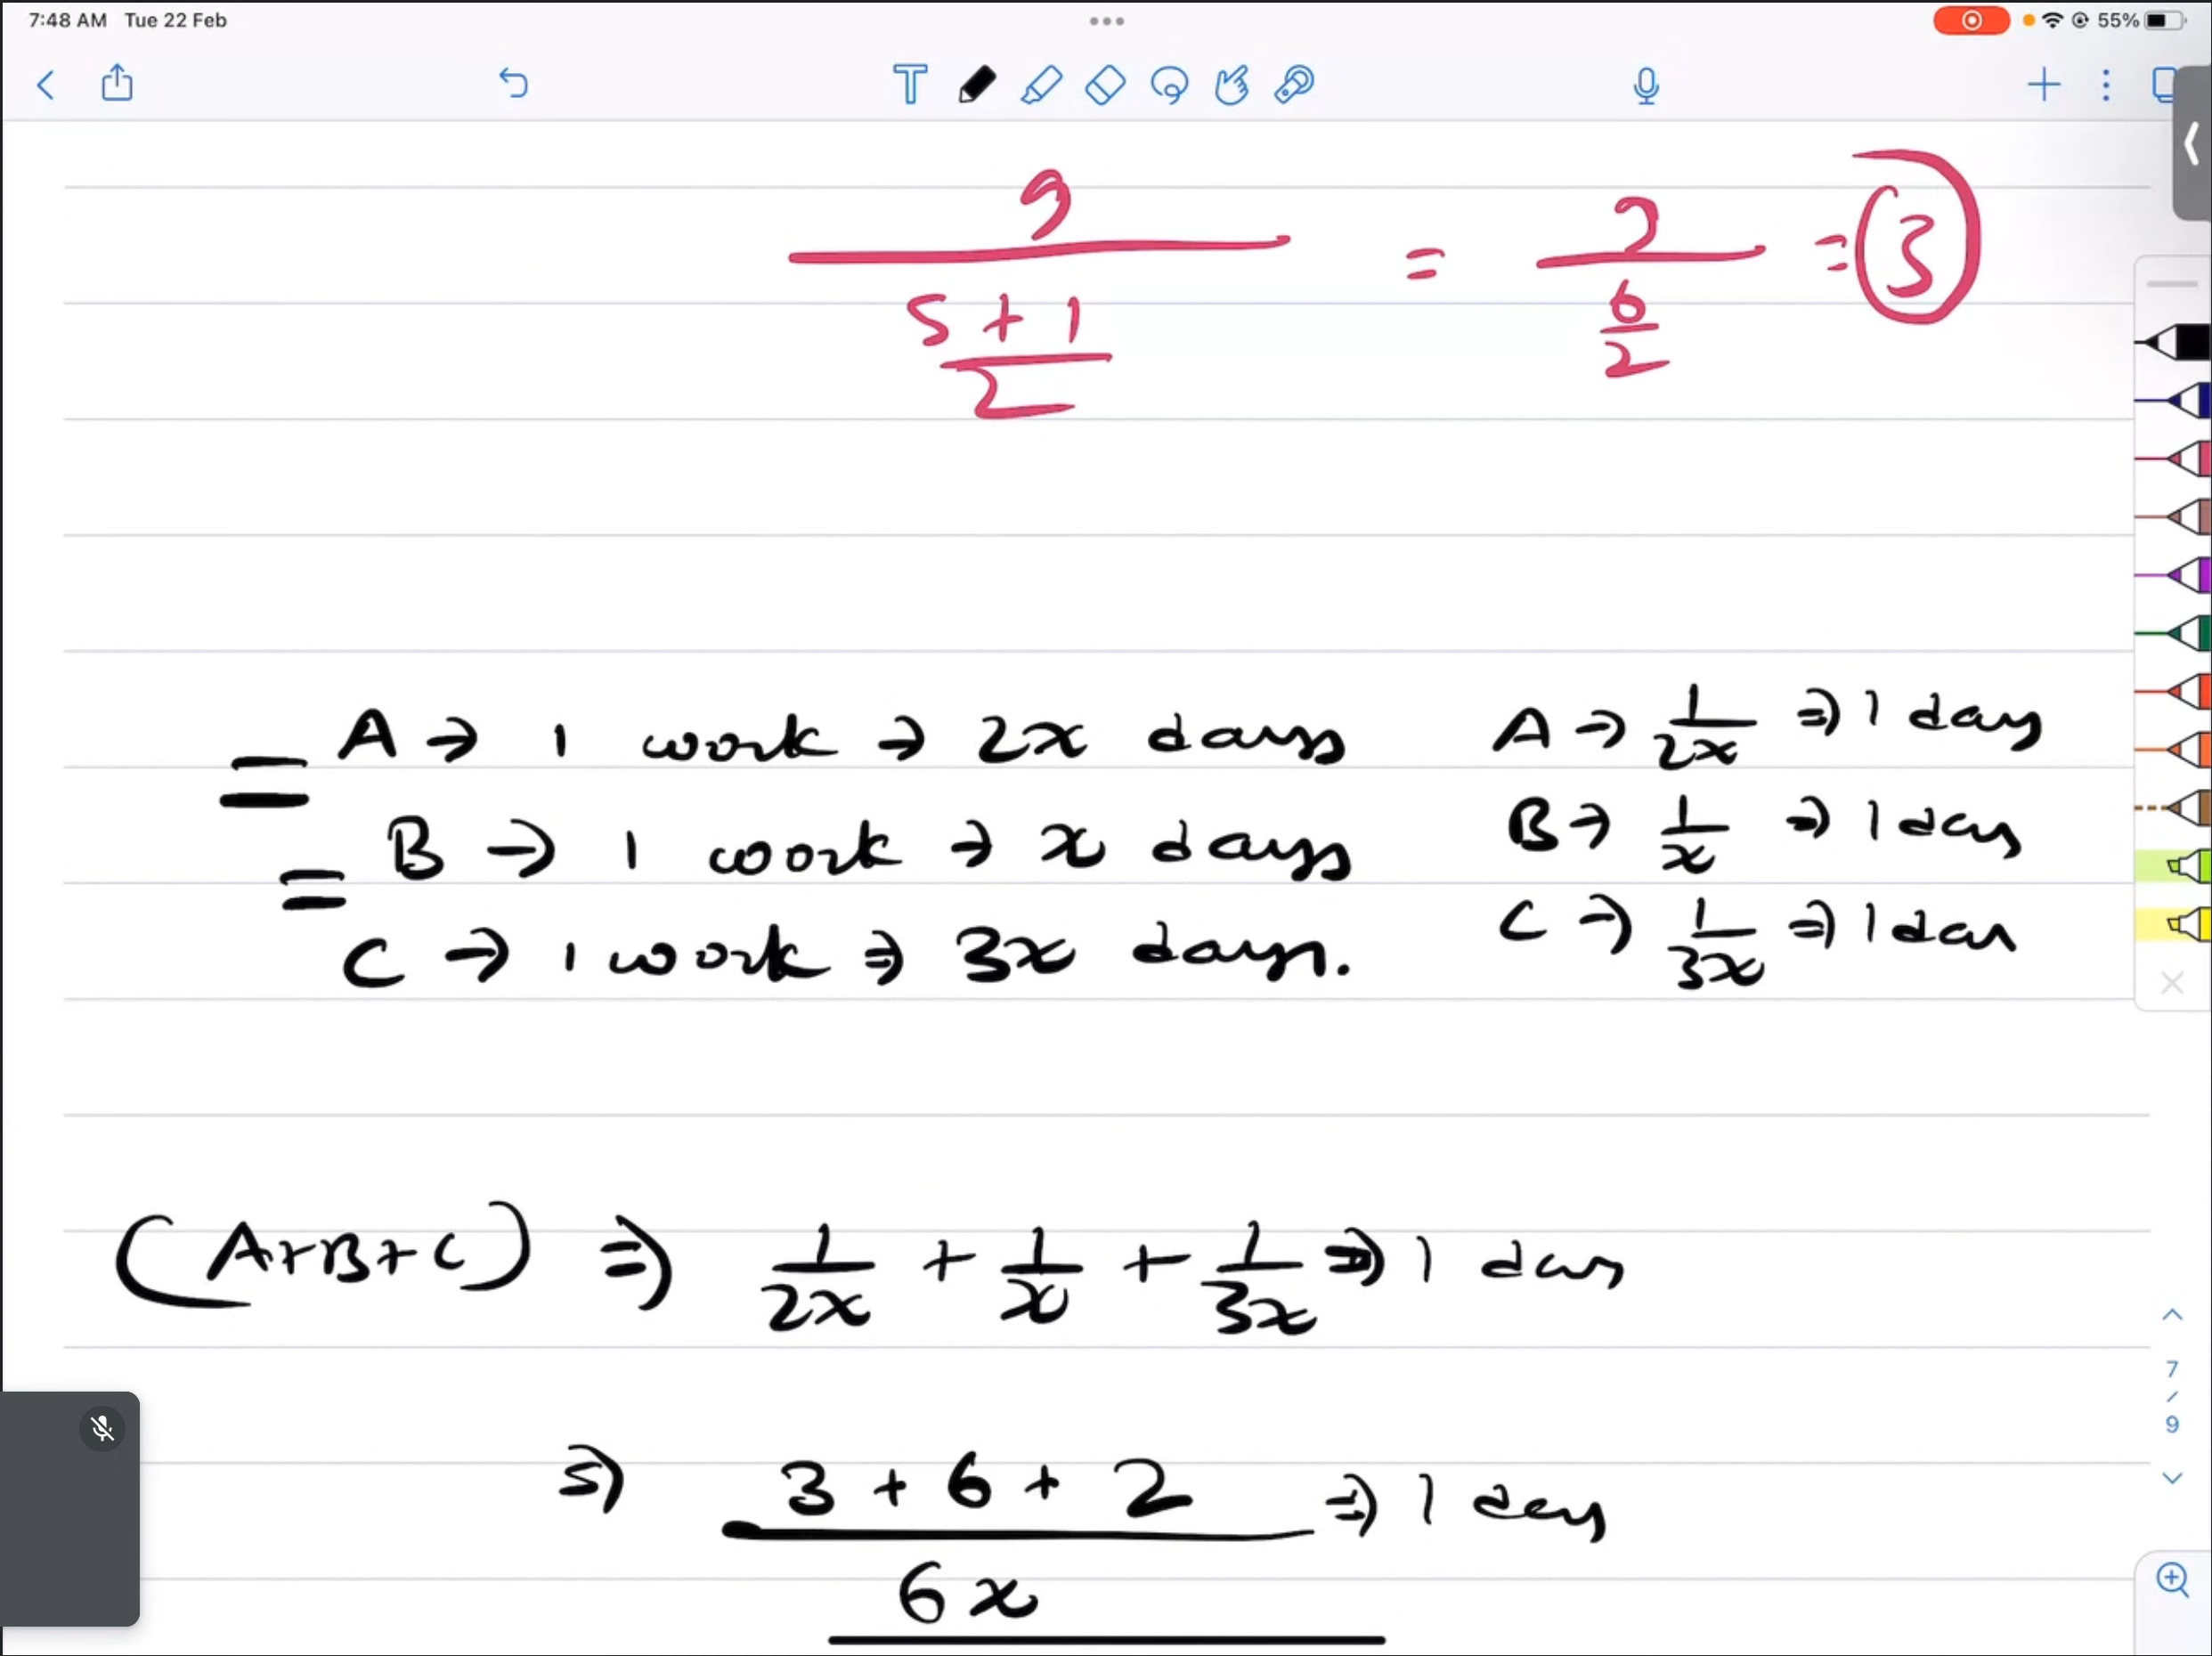 7:48 AM Tue 22 Feb
55%
T
9 / (5 + 1)/2 = 9 / (6/2) = 3
A → 1 work → 2x days
A → 1/2x ⇒ 1 day
B → 1 work → x days
B → 1/x ⇒ 1 day
C → 1 work ⇒ 3x days.
C → 1/3x ⇒ 1 day
(A+B+C) ⇒ 1/2x + 1/x + 1/3x ⇒ 1 day
⇒ 3 + 6 + 2 / 6x ⇒ 1 day
7
/
9